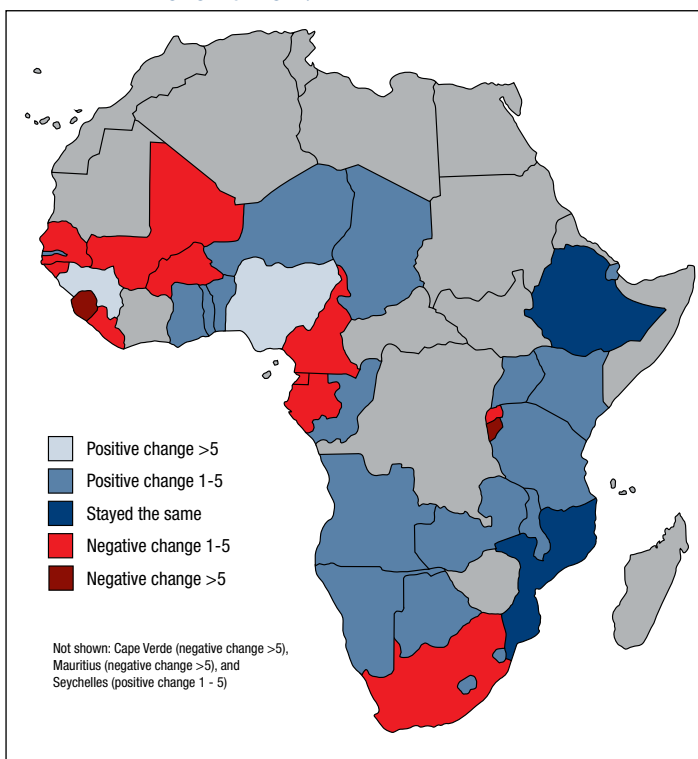 Positive change >5
Positive change 1-5
Stayed the same
Negative change 1-5
Negative change >5
Not shown: Cape Verde (negative change >5),
Mauritius (negative change >5), and
Seychelles (positive change 1 - 5)